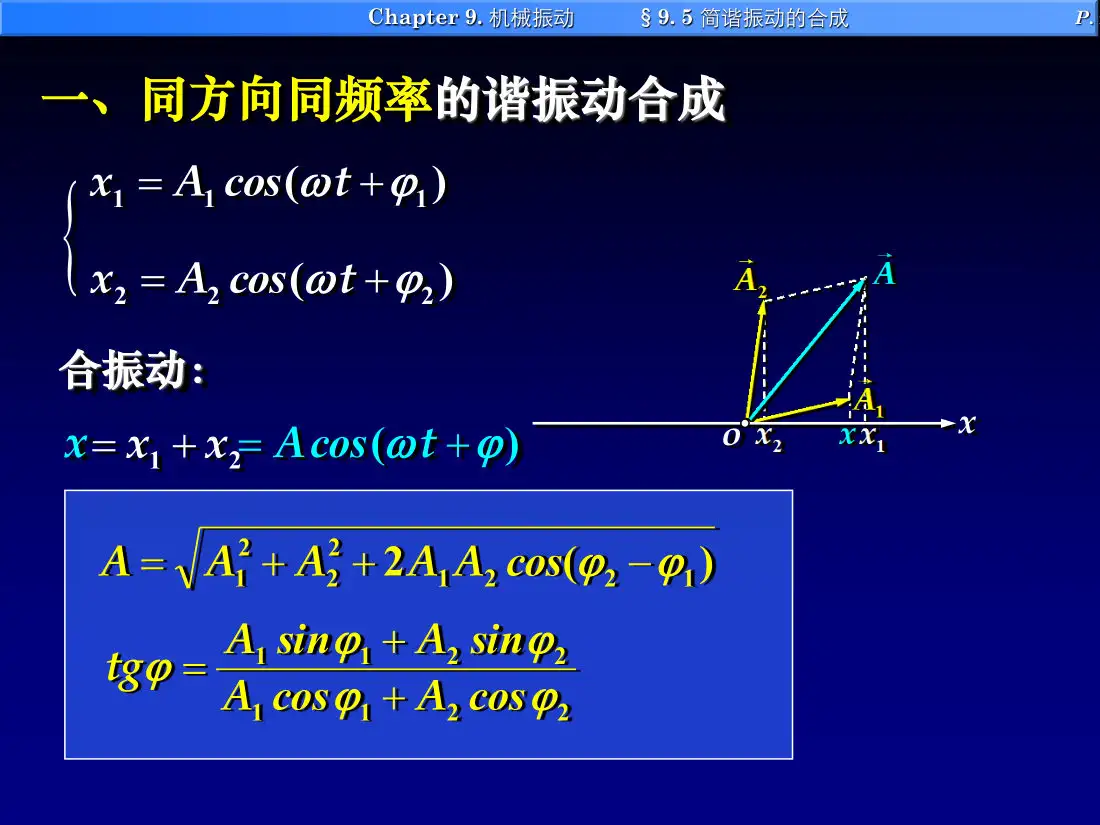 Chapter 9. 机械振动 §9. 5 简谐振动的合成 P.
一、同方向同频率的谐振动合成
x₁ = A₁ cos(ωt + φ₁)
x₂ = A₂ cos(ωt + φ₂)
合振动:
x = x₁ + x₂ = A cos(ωt + φ)
A⃗₂ A⃗
A⃗₁
o x₂ x x₁ x
A = √(A₁² + A₂² + 2A₁A₂ cos(φ₂ − φ₁))
tgφ = (A₁ sinφ₁ + A₂ sinφ₂) / (A₁ cosφ₁ + A₂ cosφ₂)